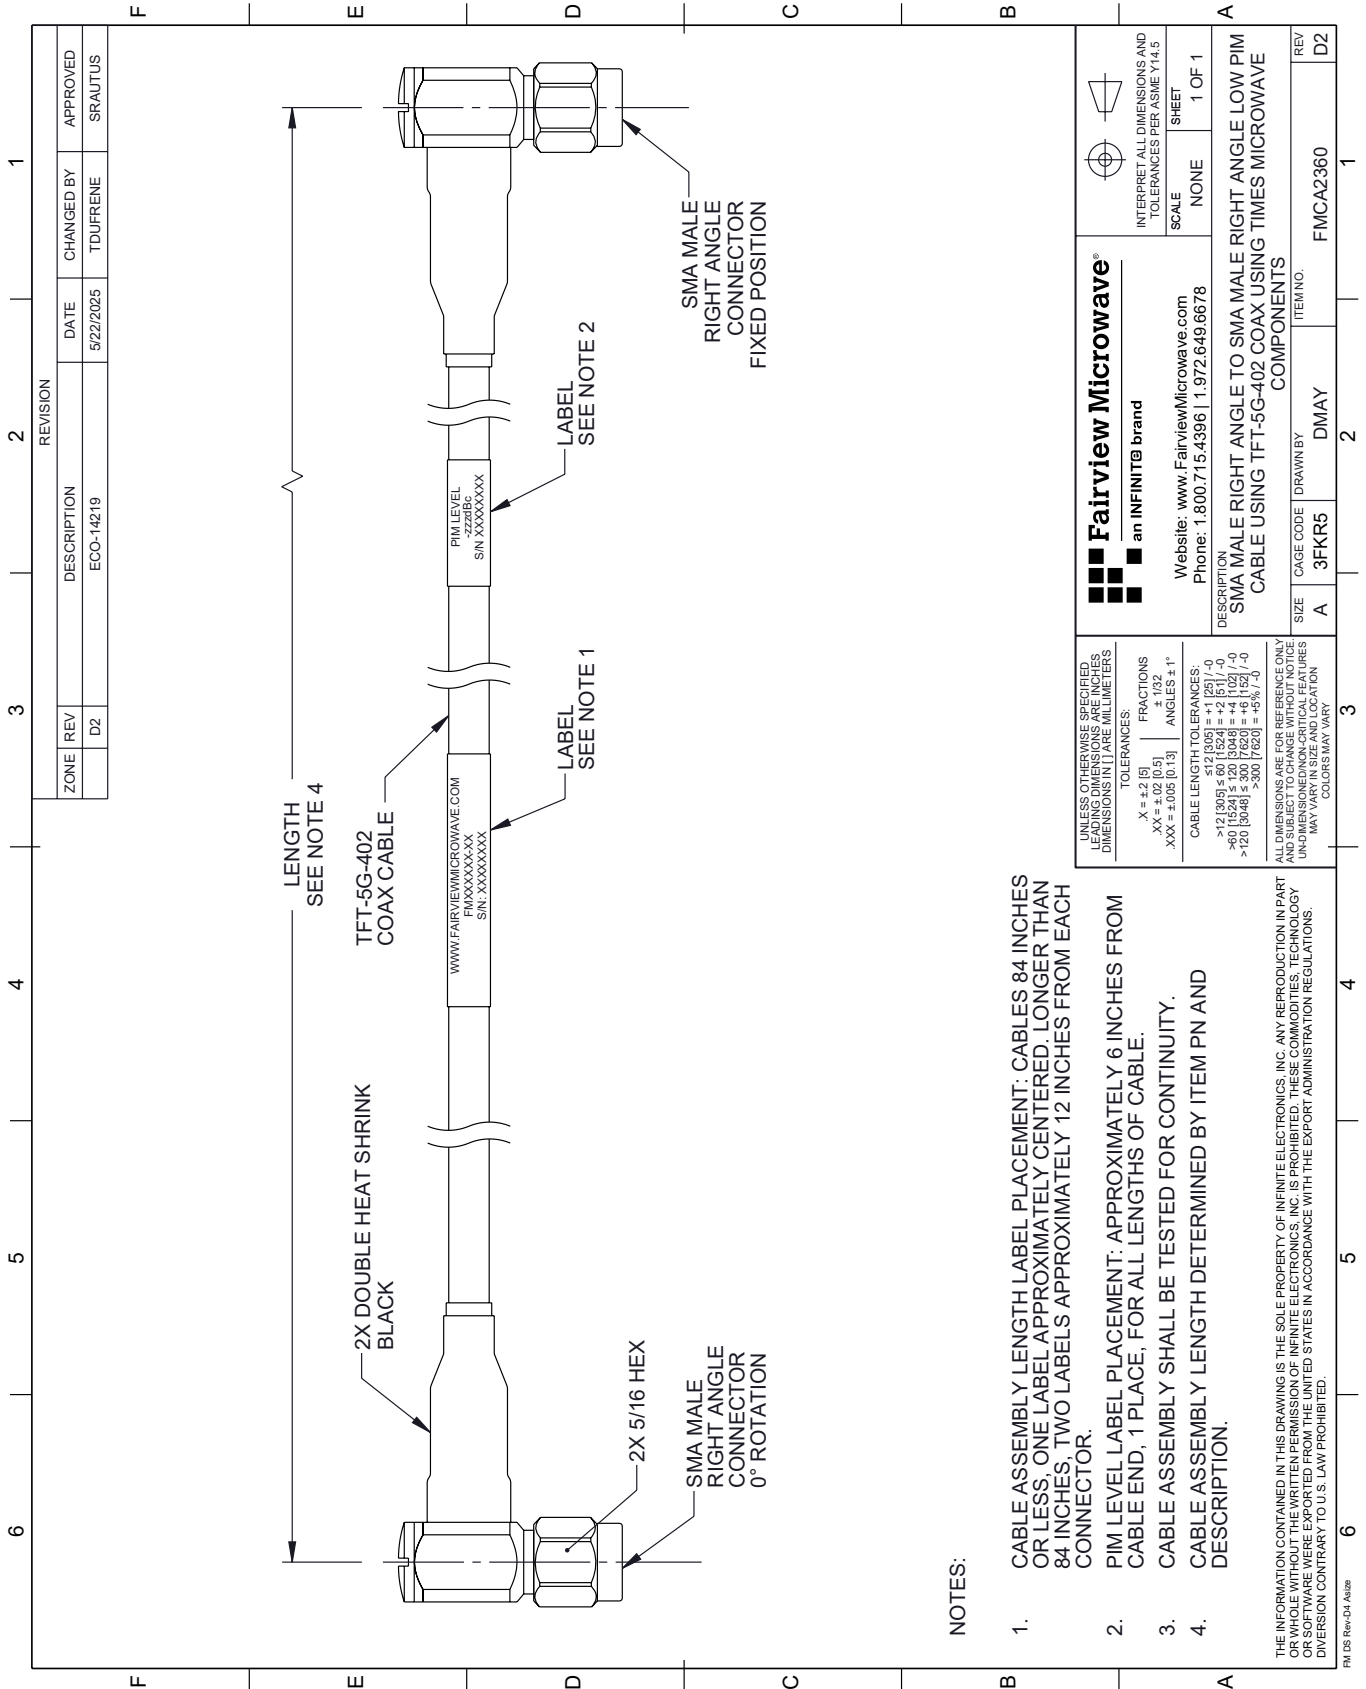 REVISION
ZONE REV DESCRIPTION DATE CHANGED BY APPROVED
D2 ECO-14219 5/22/2025 TDUFRENE SRAUTUS
6 5 4 3 2 1
F
E
D
C
B
A
F
E
D
C
B
A
LENGTH
SEE NOTE 4
2X DOUBLE HEAT SHRINK
BLACK
TFT-5G-402
COAX CABLE
WWW.FAIRVIEWMICROWAVE.COM
FMXXXXX-XX
S/N: XXXXXXXX
PIM LEVEL
-zzzdBc
S/N XXXXXXXX
2X 5/16 HEX
SMA MALE
RIGHT ANGLE
CONNECTOR
0° ROTATION
LABEL
SEE NOTE 1
LABEL
SEE NOTE 2
SMA MALE
RIGHT ANGLE
CONNECTOR
FIXED POSITION
NOTES:
1. CABLE ASSEMBLY LENGTH LABEL PLACEMENT: CABLES 84 INCHES
OR LESS, ONE LABEL APPROXIMATELY CENTERED. LONGER THAN
84 INCHES, TWO LABELS APPROXIMATELY 12 INCHES FROM EACH
CONNECTOR.
2. PIM LEVEL LABEL PLACEMENT: APPROXIMATELY 6 INCHES FROM
CABLE END, 1 PLACE, FOR ALL LENGTHS OF CABLE.
3. CABLE ASSEMBLY SHALL BE TESTED FOR CONTINUITY.
4. CABLE ASSEMBLY LENGTH DETERMINED BY ITEM PN AND
DESCRIPTION.
THE INFORMATION CONTAINED IN THIS DRAWING IS THE SOLE PROPERTY OF INFINITE ELECTRONICS, INC. ANY REPRODUCTION IN PART
OR WHOLE WITHOUT THE WRITTEN PERMISSION OF INFINITE ELECTRONICS, INC. IS PROHIBITED. THESE COMMODITIES, TECHNOLOGY
OR SOFTWARE WERE EXPORTED FROM THE UNITED STATES IN ACCORDANCE WITH THE EXPORT ADMINISTRATION REGULATIONS.
DIVERSION CONTRARY TO U.S. LAW PROHIBITED.
UNLESS OTHERWISE SPECIFIED
LEADING DIMENSIONS ARE INCHES
DIMENSIONS IN [ ] ARE MILLIMETERS
TOLERANCES:
.X = ±.2 [5] FRACTIONS
.XX = ±.02 [0.5] ± 1/32
.XXX = ±.005 [0.13] ANGLES ± 1°
CABLE LENGTH TOLERANCES:
≤12 [305] = +1 [25] / -0
>12 [305] ≤ 60 [1524] = +2 [51] / -0
>60 [1524] ≤ 120 [3048] = +4 [102] / -0
>120 [3048] ≤ 300 [7620] = +6 [152] / -0
>300 [7620] = +5% / -0
ALL DIMENSIONS ARE FOR REFERENCE ONLY
AND SUBJECT TO CHANGE WITHOUT NOTICE.
UN-DIMENSIONED/NON-CRITICAL FEATURES
MAY VARY IN SIZE AND LOCATION
COLORS MAY VARY
Fairview Microwave®
an INFINITE brand
Website: www.FairviewMicrowave.com
Phone: 1.800.715.4396 | 1.972.649.6678
INTERPRET ALL DIMENSIONS AND
TOLERANCES PER ASME Y14.5
SCALE SHEET
NONE 1 OF 1
DESCRIPTION
SMA MALE RIGHT ANGLE TO SMA MALE RIGHT ANGLE LOW PIM
CABLE USING TFT-5G-402 COAX USING TIMES MICROWAVE
COMPONENTS
SIZE CAGE CODE DRAWN BY ITEM NO. REV
A 3FKR5 DMAY FMCA2360 D2
6 5 4 3 2 1
FM DS Rev-D4 Asize